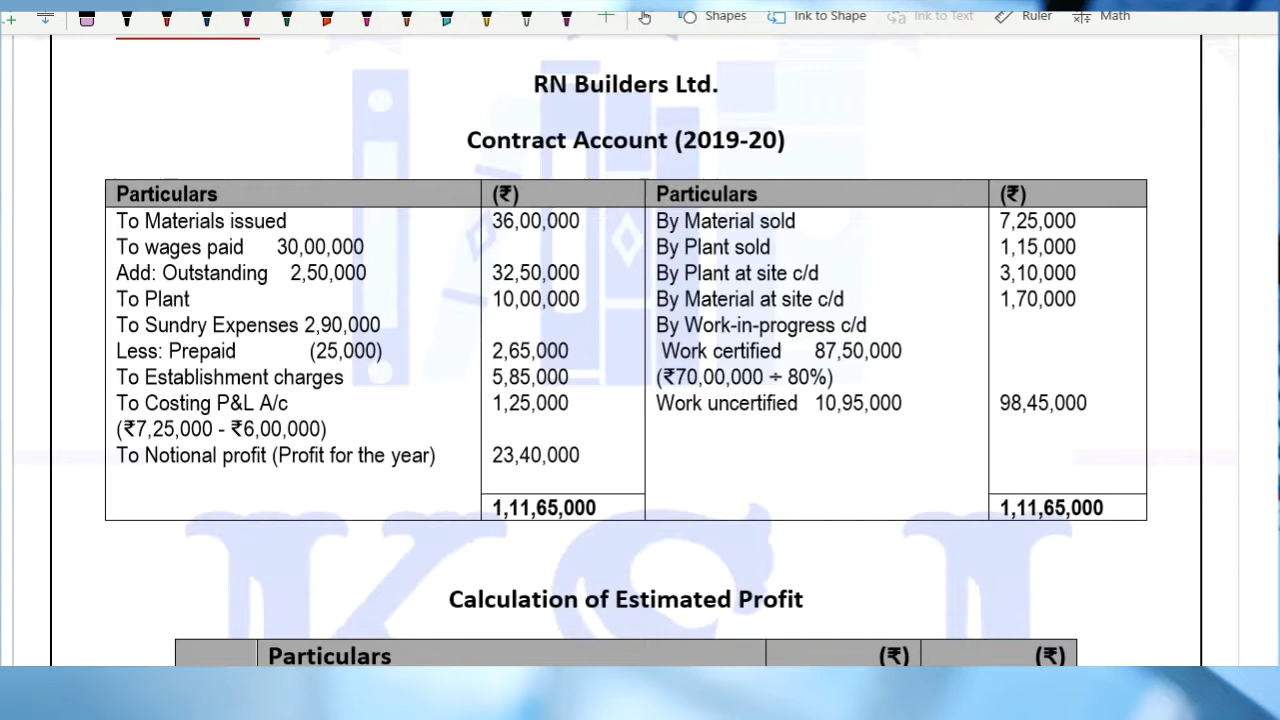 Shapes Ink to Shape Ink to Text Ruler Math
RN Builders Ltd.
Contract Account (2019-20)
Particulars (₹) Particulars (₹)
To Materials issued 36,00,000 By Material sold 7,25,000
To wages paid 30,00,000 By Plant sold 1,15,000
Add: Outstanding 2,50,000 32,50,000 By Plant at site c/d 3,10,000
To Plant 10,00,000 By Material at site c/d 1,70,000
To Sundry Expenses 2,90,000 By Work-in-progress c/d
Less: Prepaid (25,000) 2,65,000 Work certified 87,50,000
To Establishment charges 5,85,000 (₹70,00,000 ÷ 80%)
To Costing P&L A/c 1,25,000 Work uncertified 10,95,000 98,45,000
(₹7,25,000 - ₹6,00,000)
To Notional profit (Profit for the year) 23,40,000
1,11,65,000 1,11,65,000
Calculation of Estimated Profit
Particulars (₹) (₹)